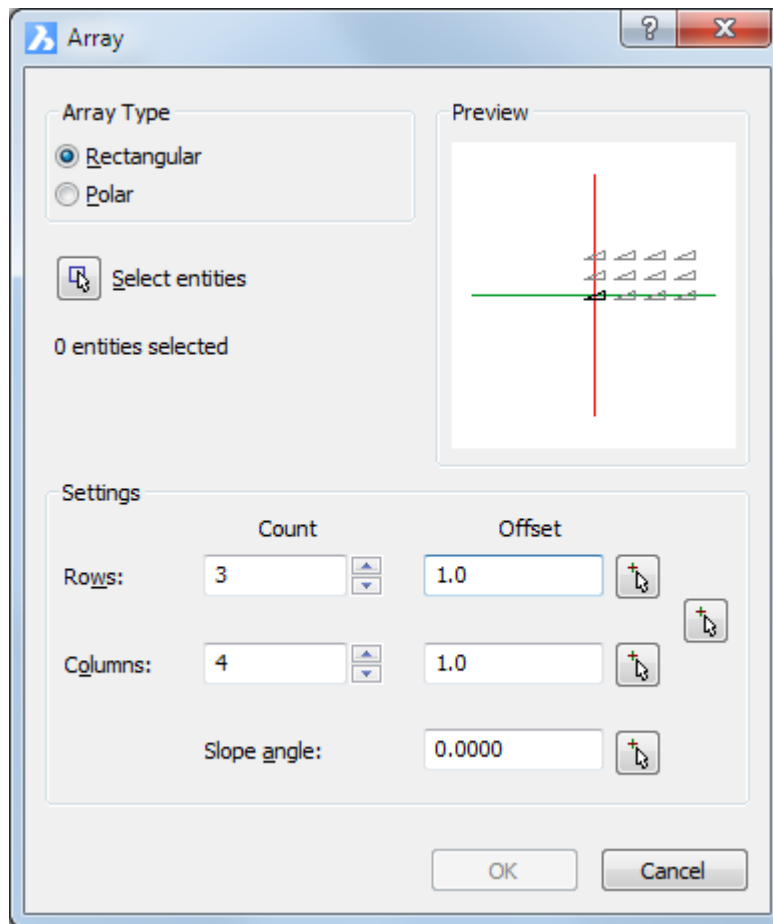 Array
Array Type
Preview
Rectangular
Polar
Select entities
0 entities selected
Settings
Count Offset
Rows: 3 1.0
Columns: 4 1.0
Slope angle: 0.0000
OK Cancel